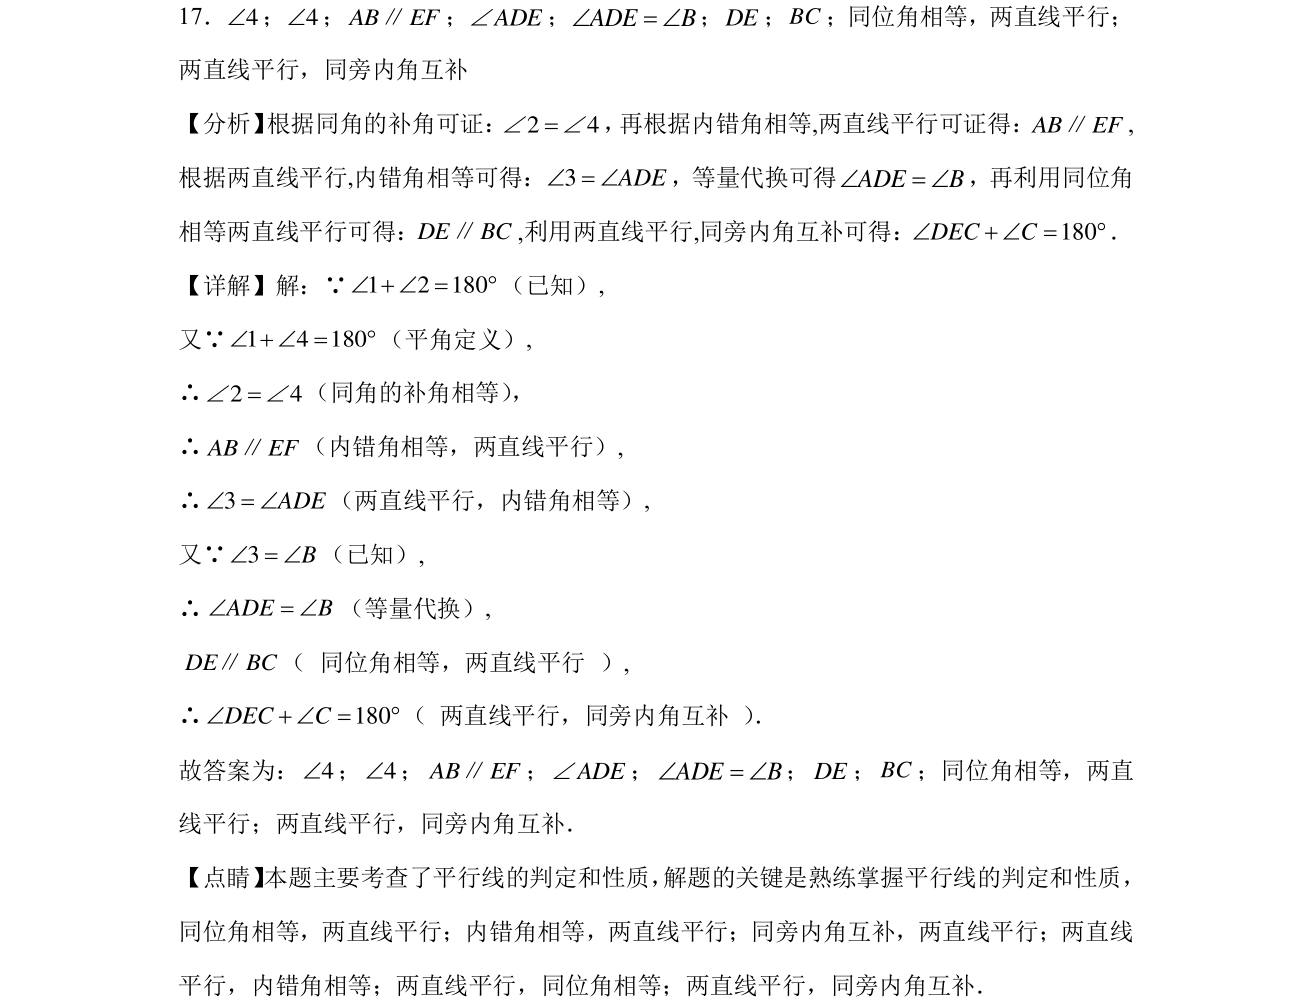 17．∠4；∠4；AB∥EF；∠ADE；∠ADE=∠B；DE；BC；同位角相等，两直线平行；
两直线平行，同旁内角互补
【分析】根据同角的补角可证：∠2=∠4，再根据内错角相等,两直线平行可证得：AB∥EF，
根据两直线平行,内错角相等可得：∠3=∠ADE，等量代换可得∠ADE=∠B，再利用同位角
相等两直线平行可得：DE∥BC,利用两直线平行,同旁内角互补可得：∠DEC+∠C=180°．
【详解】解：∵∠1+∠2=180°（已知），
又∵∠1+∠4=180°（平角定义），
∴∠2=∠4（同角的补角相等），
∴AB∥EF（内错角相等，两直线平行），
∴∠3=∠ADE（两直线平行，内错角相等），
又∵∠3=∠B（已知），
∴∠ADE=∠B（等量代换），
DE∥BC（ 同位角相等，两直线平行 ），
∴∠DEC+∠C=180°（ 两直线平行，同旁内角互补 ）．
故答案为：∠4；∠4；AB∥EF；∠ADE；∠ADE=∠B；DE；BC；同位角相等，两直
线平行；两直线平行，同旁内角互补．
【点睛】本题主要考查了平行线的判定和性质，解题的关键是熟练掌握平行线的判定和性质，
同位角相等，两直线平行；内错角相等，两直线平行；同旁内角互补，两直线平行；两直线
平行，内错角相等；两直线平行，同位角相等；两直线平行，同旁内角互补．